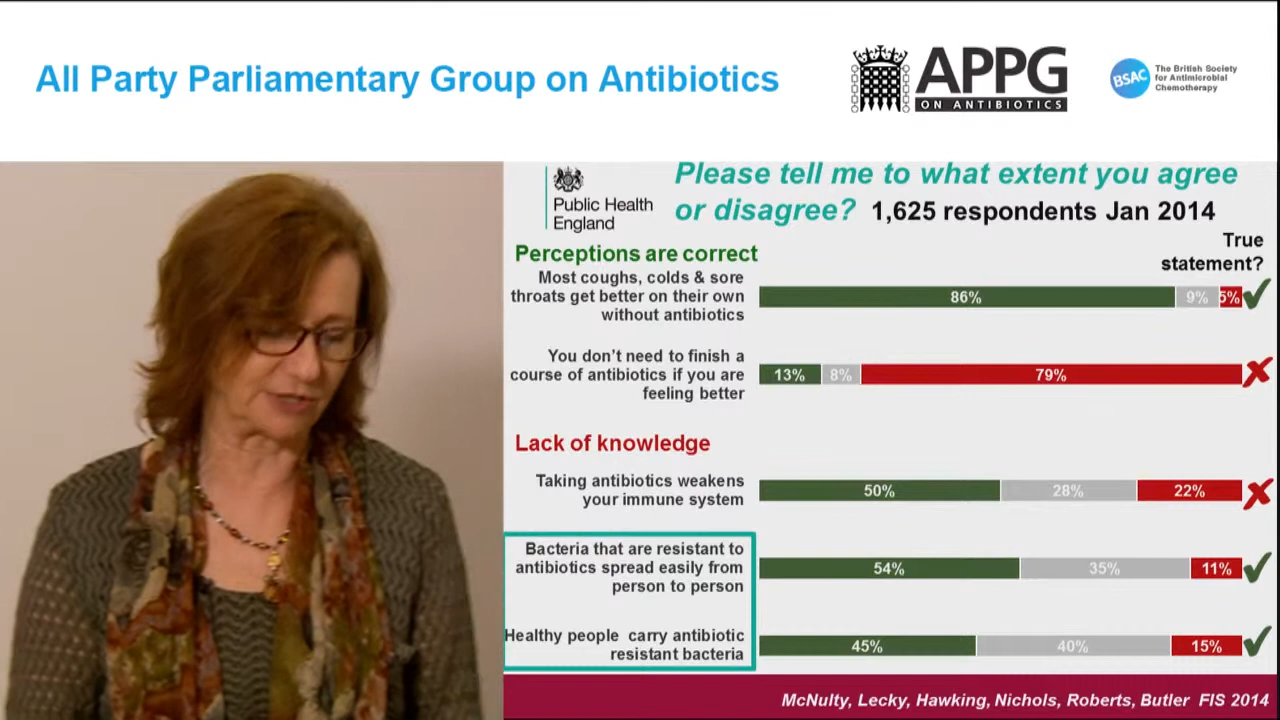 All Party Parliamentary Group on Antibiotics
APPG
ON ANTIBIOTICS
BSAC
The British Society
for Antimicrobial
Chemotherapy
Public Health
England
Please tell me to what extent you agree
or disagree? 1,625 respondents Jan 2014
Perceptions are correct
True
statement?
Most coughs, colds & sore
throats get better on their own
without antibiotics
86% 9% 5%
You don't need to finish a
course of antibiotics if you are
feeling better
13% 8% 79%
Lack of knowledge
Taking antibiotics weakens
your immune system
50% 28% 22%
Bacteria that are resistant to
antibiotics spread easily from
person to person
54% 35% 11%
Healthy people carry antibiotic
resistant bacteria
45% 40% 15%
McNulty, Lecky, Hawking, Nichols, Roberts, Butler FIS 2014